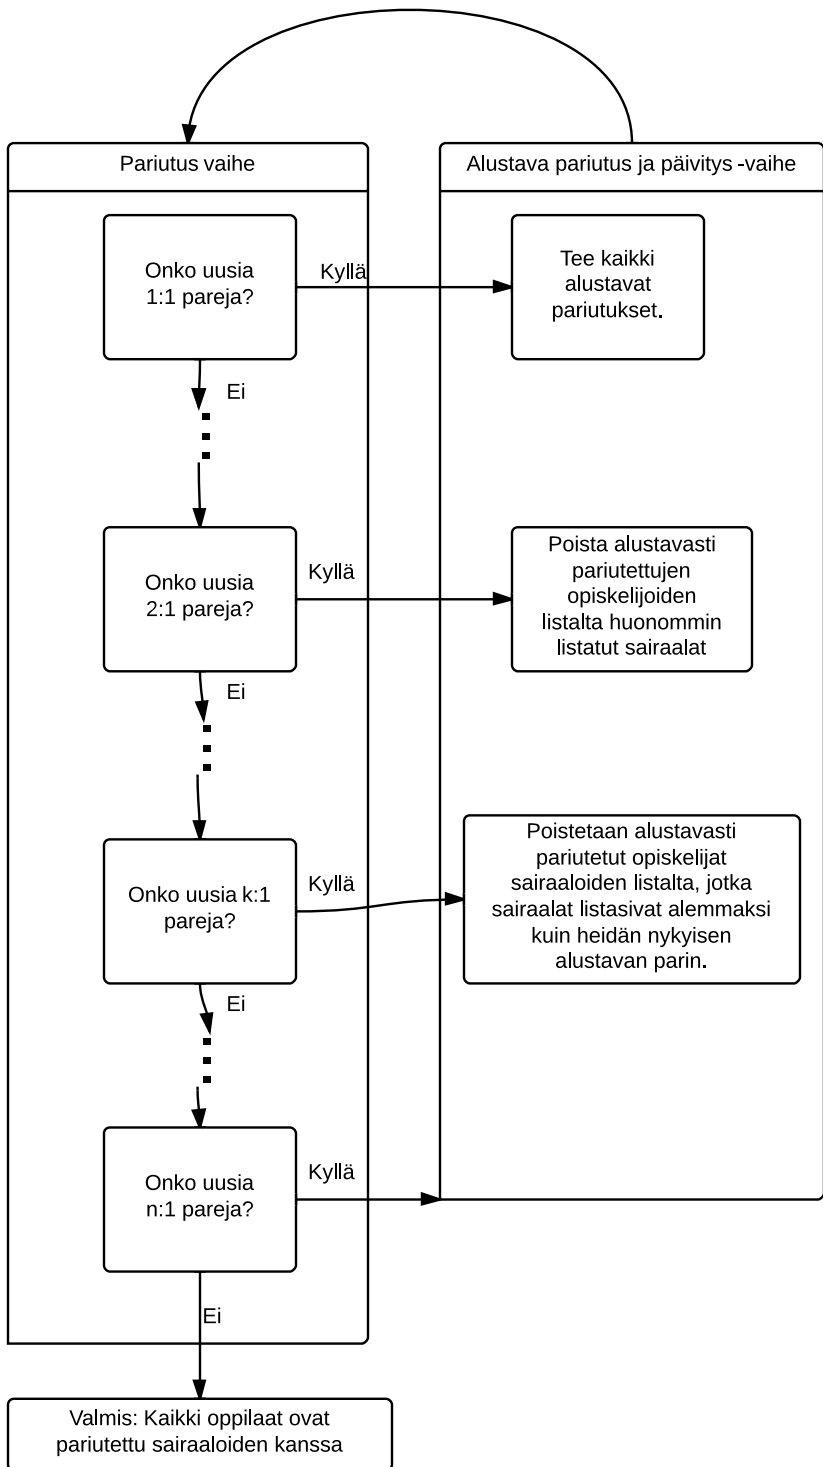 Pariutus vaihe
Alustava pariutus ja päivitys -vaihe
Onko uusia
1:1 pareja?
Kyllä
Tee kaikki
alustavat
pariutukset.
Ei
Onko uusia
2:1 pareja?
Kyllä
Poista alustavasti
pariutettujen
opiskelijoiden
listalta huonommin
listatut sairaalat
Ei
Onko uusia k:1
pareja?
Kyllä
Poistetaan alustavasti
pariutetut opiskelijat
sairaaloiden listalta, jotka
sairaalat listasivat alemmaksi
kuin heidän nykyisen
alustavan parin.
Ei
Onko uusia
n:1 pareja?
Kyllä
Ei
Valmis: Kaikki oppilaat ovat
pariutettu sairaaloiden kanssa